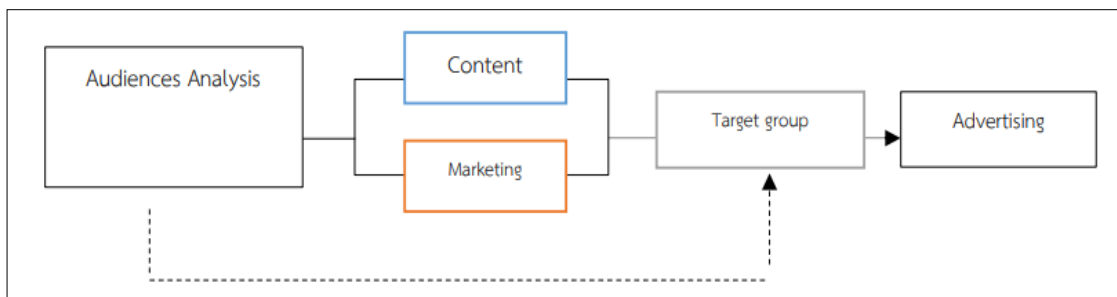 Audiences Analysis
Content
Marketing
Target group
Advertising